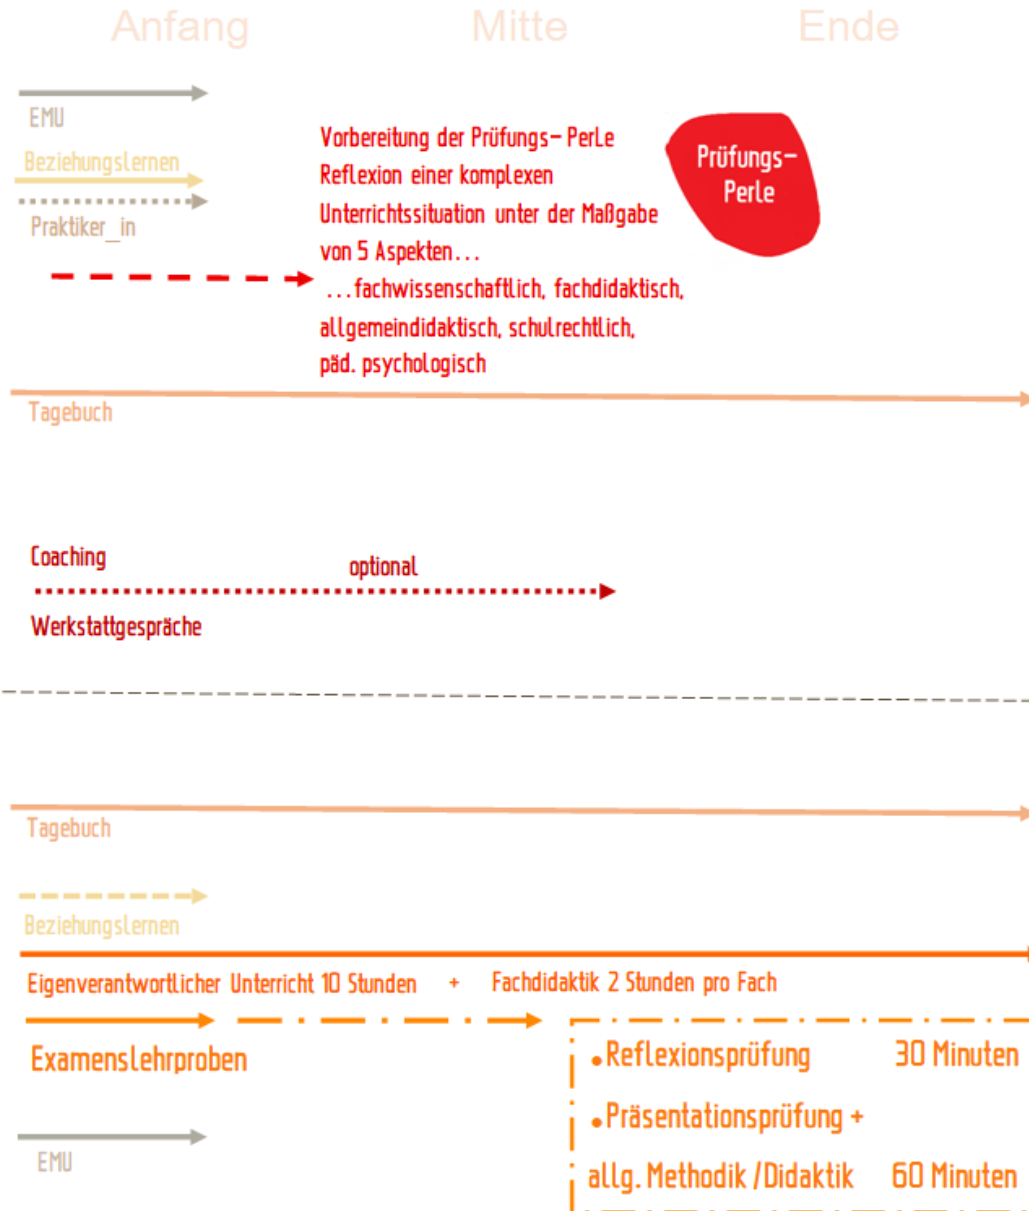 Anfang Mitte Ende
EMU
Beziehungslernen
Praktiker_in
Vorbereitung der Prüfungs- Perle
Reflexion einer komplexen
Unterrichtssituation unter der Maßgabe
von 5 Aspekten...
...fachwissenschaftlich, fachdidaktisch,
allgemeindidaktisch, schulrechtlich,
päd. psychologisch
Prüfungs-
Perle
Tagebuch
Coaching
optional
Werkstattgespräche
Tagebuch
Beziehungslernen
Eigenverantwortlicher Unterricht 10 Stunden + Fachdidaktik 2 Stunden pro Fach
Examenslehrproben
•Reflexionsprüfung 30 Minuten
•Präsentationsprüfung +
allg. Methodik /Didaktik 60 Minuten
EMU